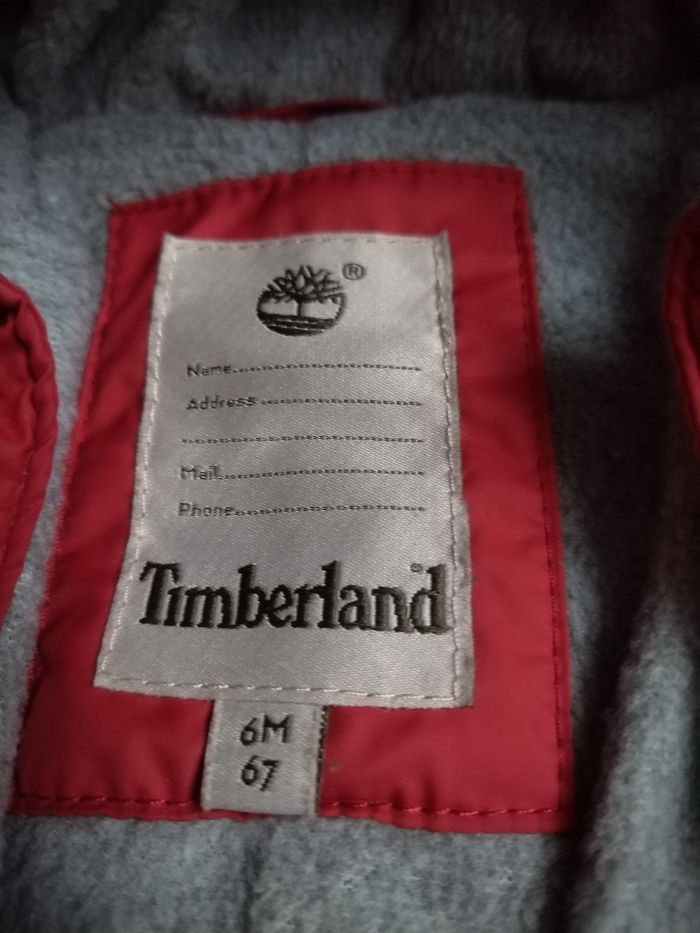 ®
Name
Address
Mail
Phone
Timberland®
6M
67